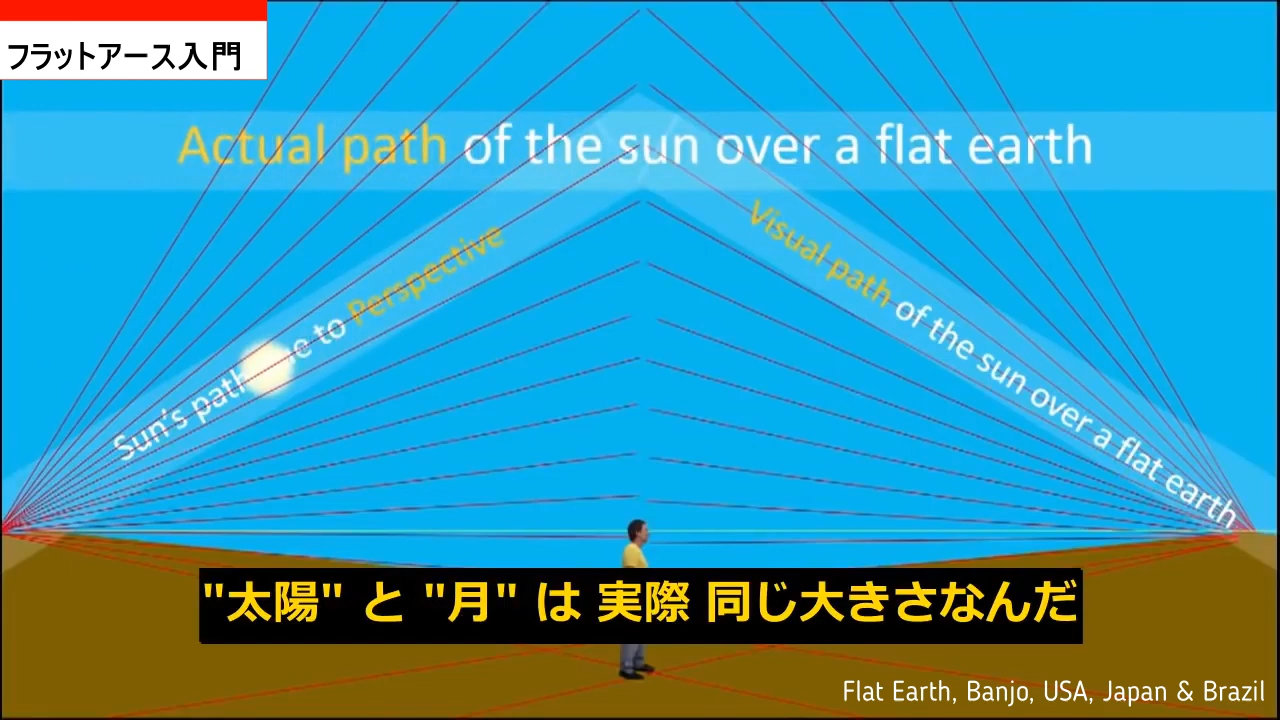 フラットアース入門
Actual path of the sun over a flat earth
Sun's path e to Perspective
Visual path of the sun over a flat earth
"太陽" と "月" は 実際 同じ大きさなんだ
Flat Earth, Banjo, USA, Japan & Brazil